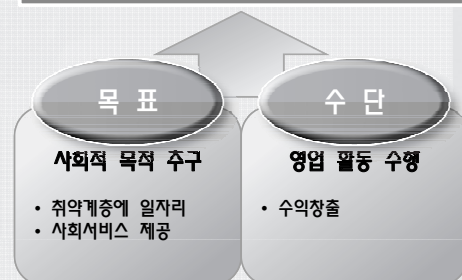 목 표
사회적 목적 추구
• 취약계층에 일자리
• 사회서비스 제공
수 단
영업 활동 수행
• 수익창출